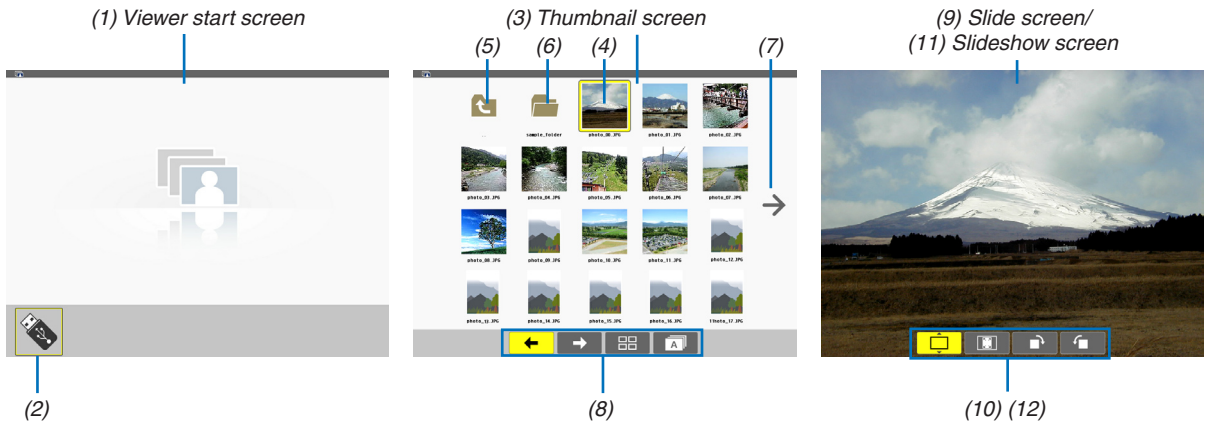 (1) Viewer start screen
(3) Thumbnail screen
(9) Slide screen/
(11) Slideshow screen
(5)
(6)
(4)
(7)
sample_folder
photo_00.JPG
photo_01.JPG
photo_02.JPG
photo_03.JPG
photo_04.JPG
photo_05.JPG
photo_06.JPG
photo_07.JPG
photo_08.JPG
photo_09.JPG
photo_10.JPG
photo_11.JPG
photo_12.JPG
photo_13.JPG
photo_14.JPG
photo_15.JPG
photo_16.JPG
A
(2)
(8)
(10) (12)